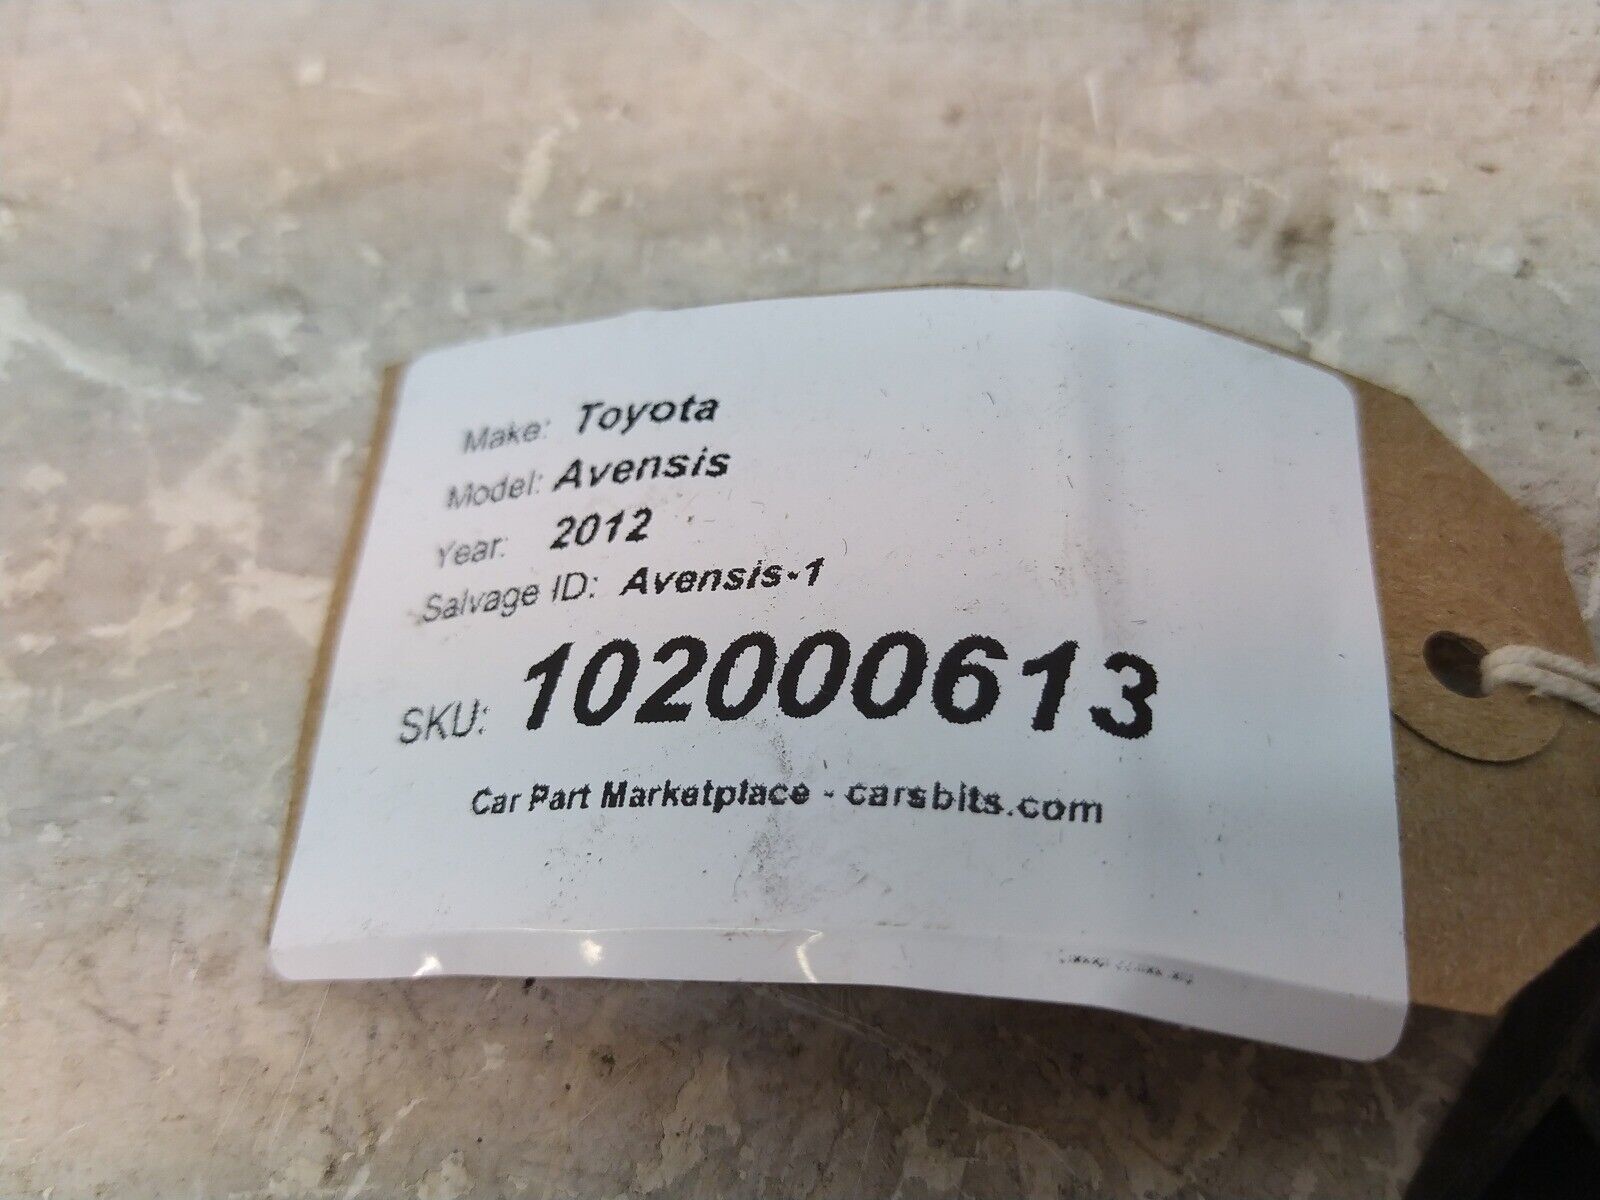 Make: Toyota
Model: Avensis
Year: 2012
Salvage ID: Avensis-1
SKU: 102000613
Car Part Marketplace - carsbits.com